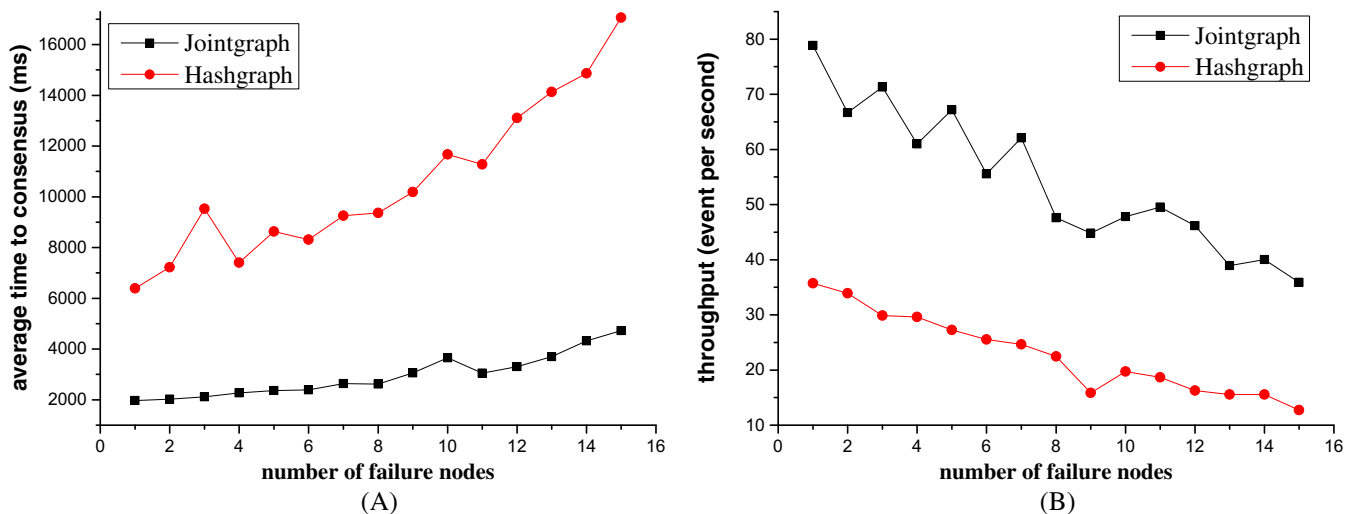 Jointgraph
Hashgraph
average time to consensus (ms)
16000
14000
12000
10000
8000
6000
4000
2000
0 2 4 6 8 10 12 14 16
number of failure nodes
(A)
Jointgraph
Hashgraph
throughput (event per second)
80
70
60
50
40
30
20
10
0 2 4 6 8 10 12 14 16
number of failure nodes
(B)